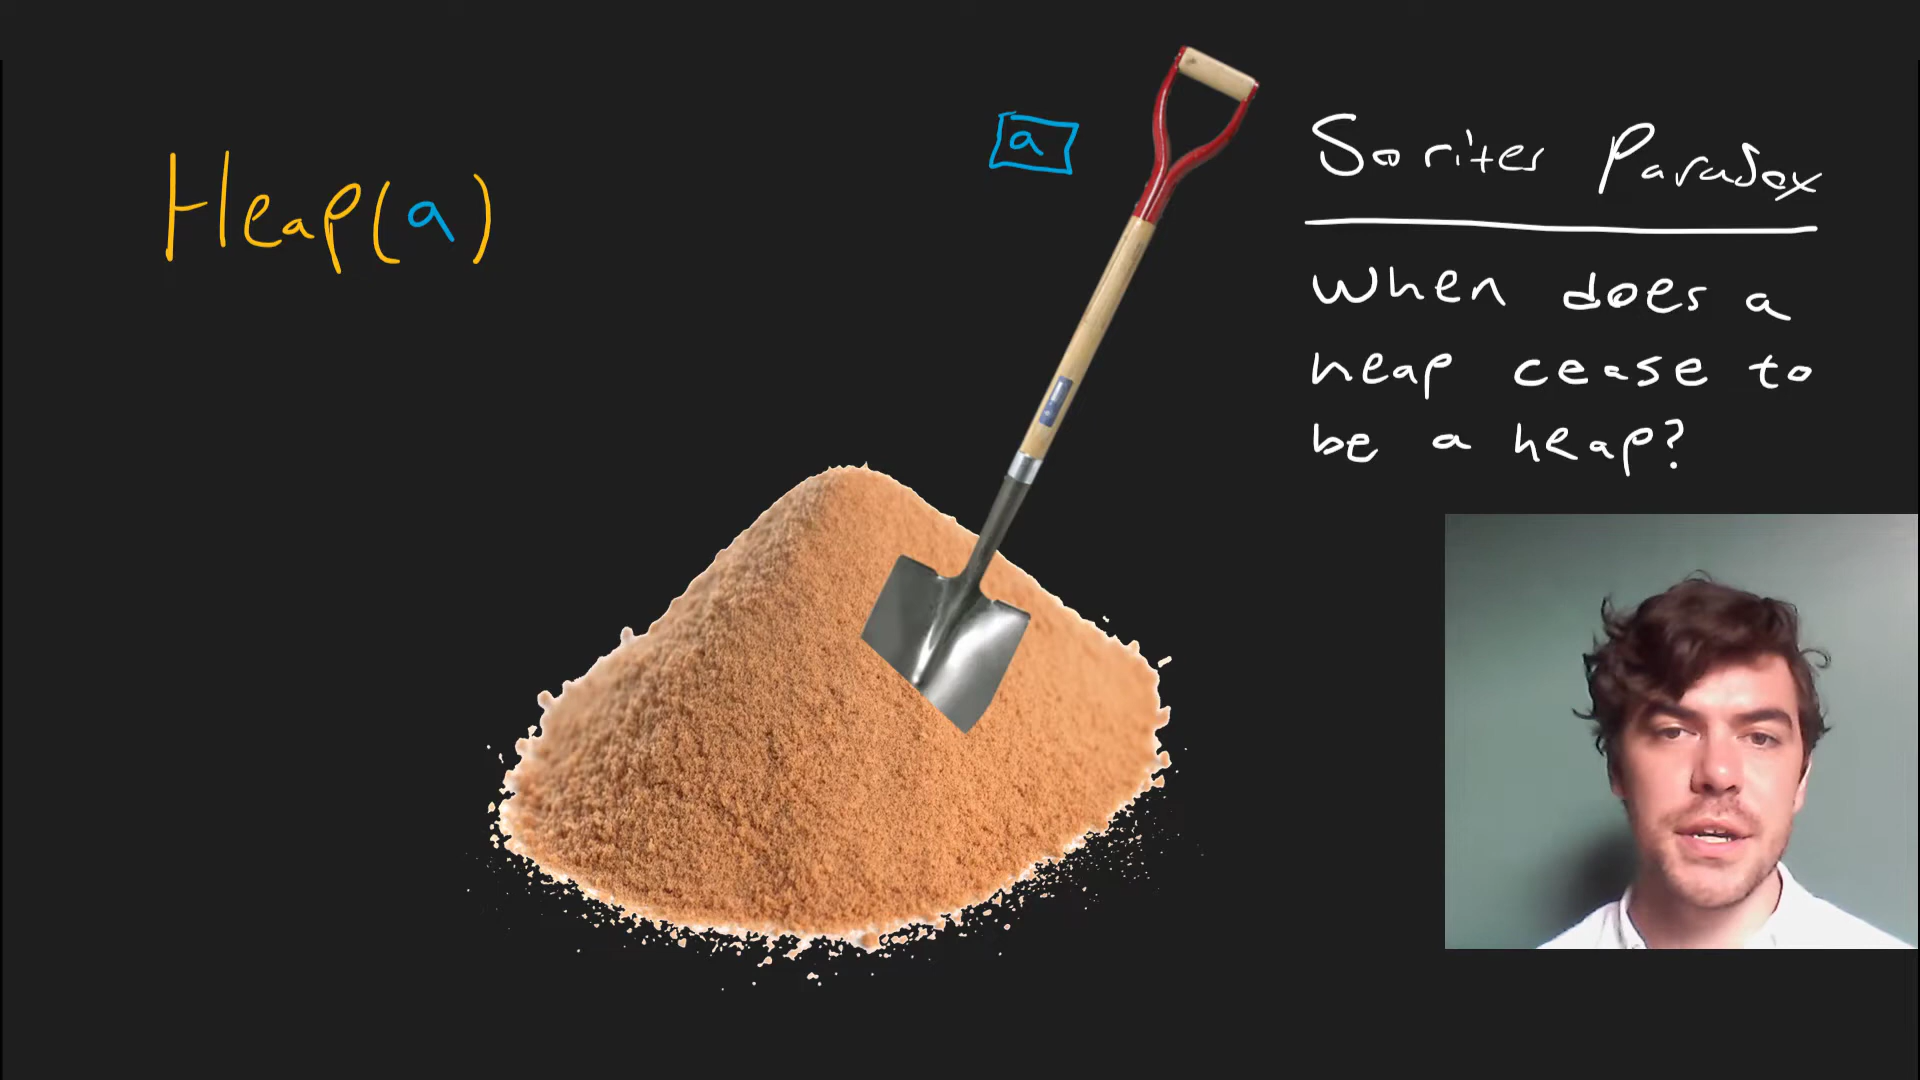 Heap(a)
a
Sorites Paradox
When does a
heap cease to
be a heap?